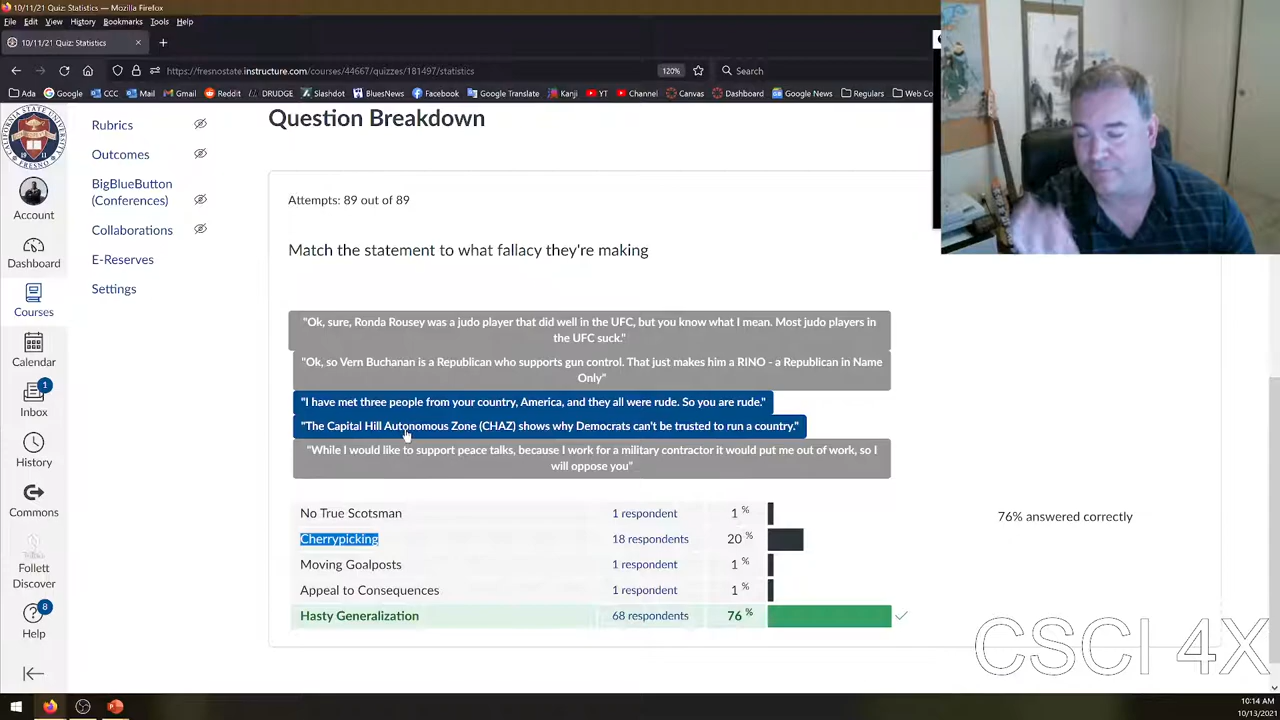 10/11/21 Quiz: Statistics — Mozilla Firefox
File Edit View History Bookmarks Tools Help
10/11/21 Quiz: Statistics
https://fresnostate.instructure.com/courses/44667/quizzes/181497/statistics
120%
Search
Ada Google CCC Mail Gmail Reddit DRUDGE Slashdot BluesNews Facebook Google Translate Kanji YT Channel Canvas Dashboard Google News Regulars Web Co
Account
Dashboard
Courses
Calendar
1
Inbox
History
Commons
Follett
Discover
8
Help
Rubrics
Outcomes
BigBlueButton
(Conferences)
Collaborations
E-Reserves
Settings
Question Breakdown
Attempts: 89 out of 89
Match the statement to what fallacy they're making
"Ok, sure, Ronda Rousey was a judo player that did well in the UFC, but you know what I mean. Most judo players in
the UFC suck."
"Ok, so Vern Buchanan is a Republican who supports gun control. That just makes him a RINO - a Republican in Name
Only"
"I have met three people from your country, America, and they all were rude. So you are rude."
"The Capital Hill Autonomous Zone (CHAZ) shows why Democrats can't be trusted to run a country."
"While I would like to support peace talks, because I work for a military contractor it would put me out of work, so I
will oppose you"
No True Scotsman 1 respondent 1 %
Cherrypicking 18 respondents 20 %
Moving Goalposts 1 respondent 1 %
Appeal to Consequences 1 respondent 1 %
Hasty Generalization 68 respondents 76 %
76% answered correctly
CSCI 4X
10:14 AM
10/13/2021